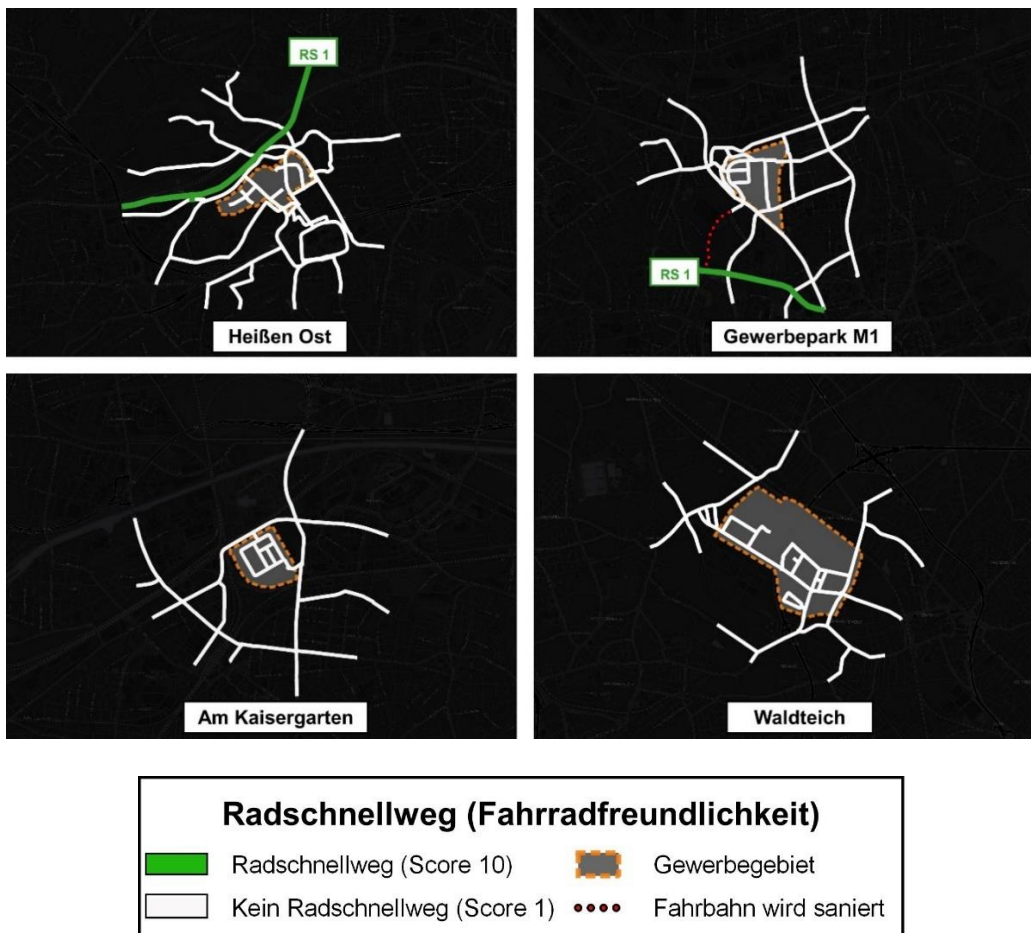 RS 1
Heißen Ost
RS 1
Gewerbepark M1
Am Kaisergarten
Waldteich
Radschnellweg (Fahrradfreundlichkeit)
Radschnellweg (Score 10)
Gewerbegebiet
Kein Radschnellweg (Score 1)
Fahrbahn wird saniert